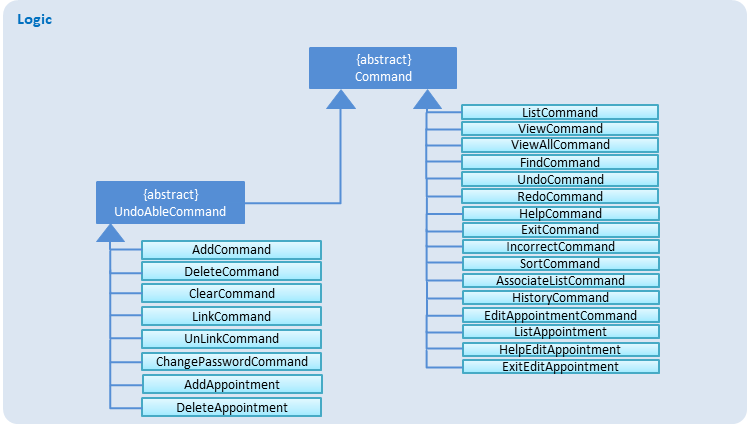 Logic
{abstract}
Command
ListCommand
ViewCommand
ViewAllCommand
FindCommand
UndoCommand
RedoCommand
HelpCommand
ExitCommand
IncorrectCommand
SortCommand
AssociateListCommand
HistoryCommand
EditAppointmentCommand
ListAppointment
HelpEditAppointment
ExitEditAppointment
{abstract}
UndoAbleCommand
AddCommand
DeleteCommand
ClearCommand
LinkCommand
UnLinkCommand
ChangePasswordCommand
AddAppointment
DeleteAppointment